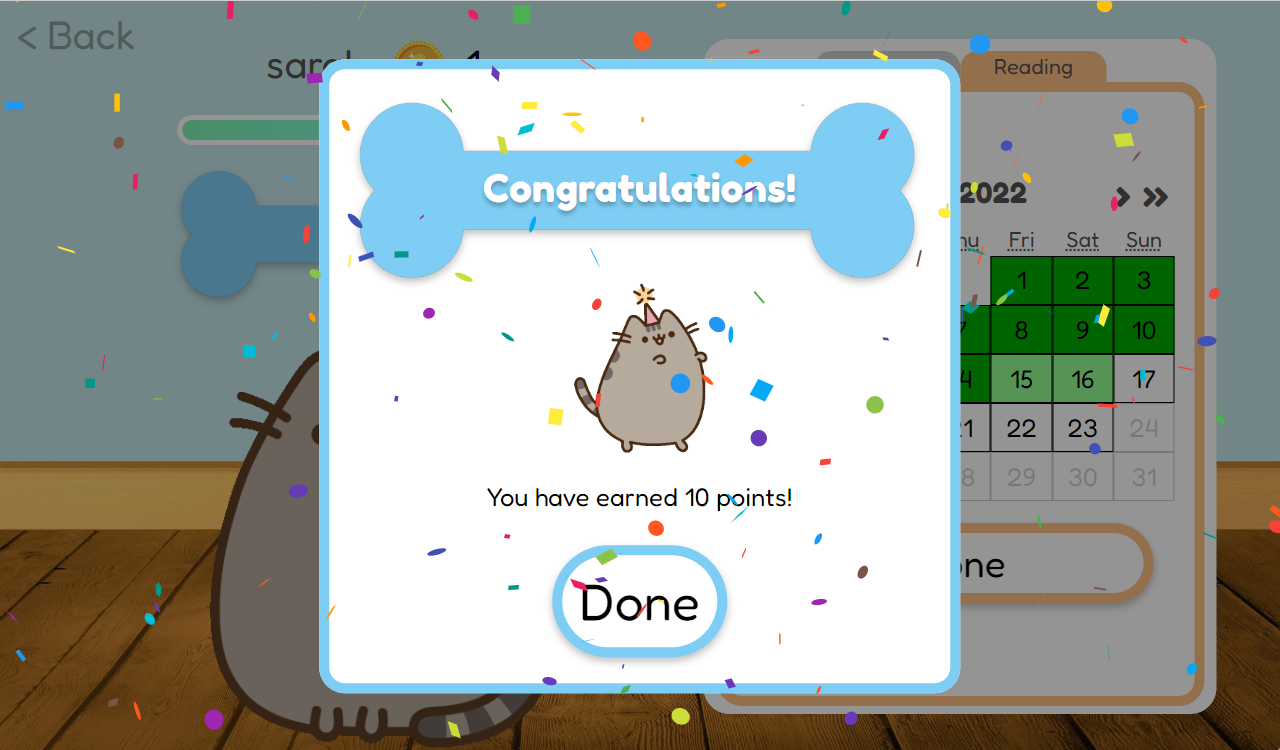 < Back
Reading
Congratulations!
2022
Fri Sat Sun
1 2 3
8 9 10
15 16 17
22 23 24
29 30 31
You have earned 10 points!
Done